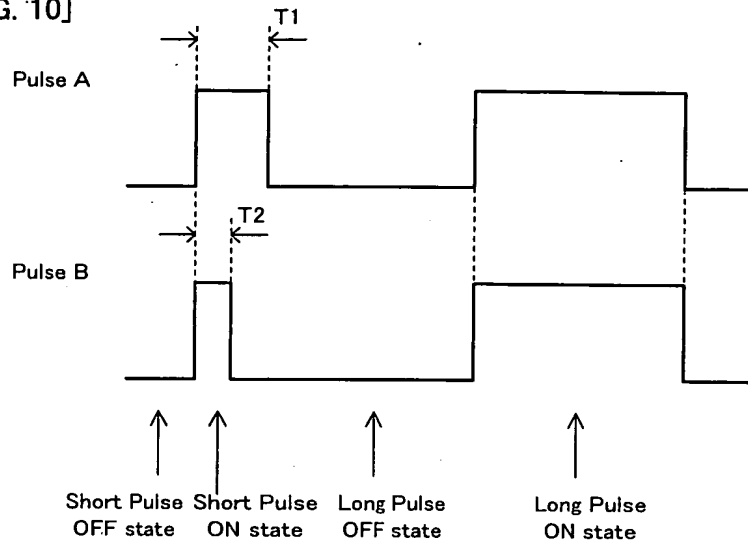 G. 10]
T1
Pulse A
T2
Pulse B
Short Pulse Short Pulse Long Pulse Long Pulse
OFF state ON state OFF state ON state